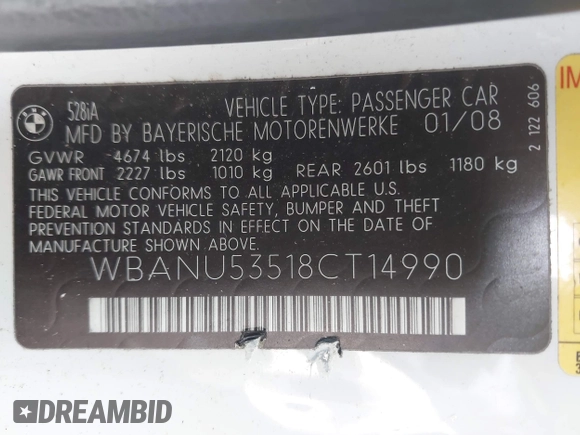 BMW
528iA
VEHICLE TYPE: PASSENGER CAR
MFD BY BAYERISCHE MOTORENWERKE 01/08
GVWR 4674 lbs 2120 kg
GAWR FRONT 2227 lbs 1010 kg REAR 2601 lbs 1180 kg
THIS VEHICLE CONFORMS TO ALL APPLICABLE U.S.
FEDERAL MOTOR VEHICLE SAFETY, BUMPER AND THEFT
PREVENTION STANDARDS IN EFFECT ON THE DATE OF
MANUFACTURE SHOWN ABOVE.
WBANU53518CT14990
2 122 606
IM
DREAMBID